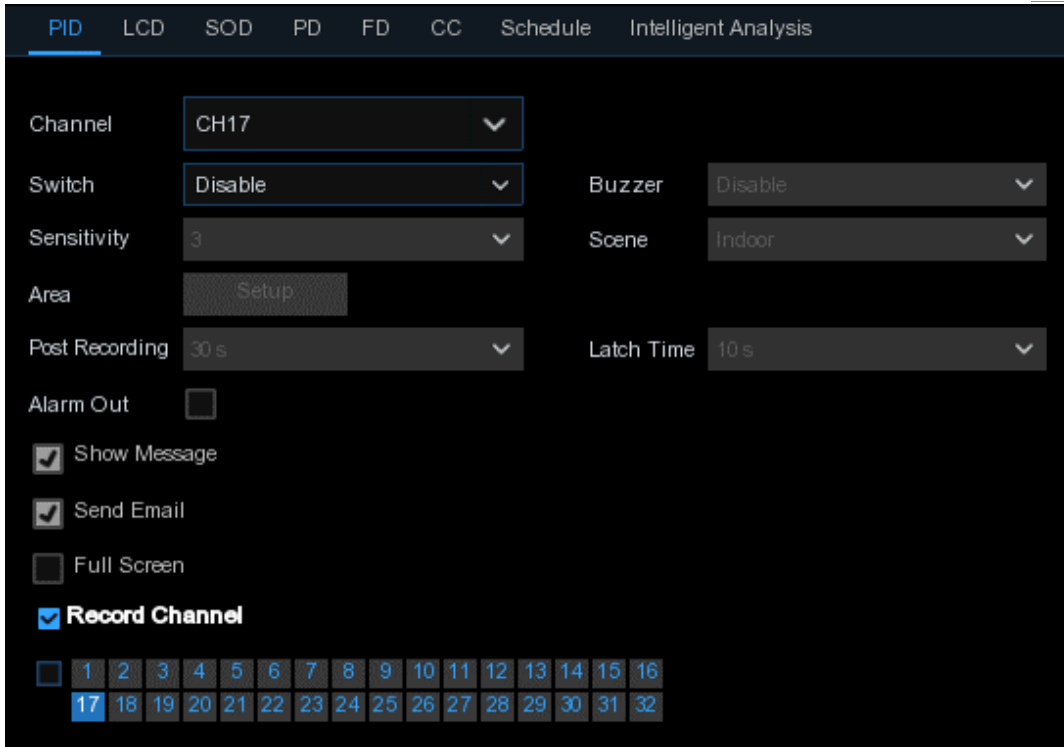 PID LCD SOD PD FD CC Schedule Intelligent Analysis
Channel CH17
Switch Disable Buzzer Disable
Sensitivity 3 Scene Indoor
Area Setup
Post Recording 30 s Latch Time 10 s
Alarm Out
Show Message
Send Email
Full Screen
Record Channel
1 2 3 4 5 6 7 8 9 10 11 12 13 14 15 16
17 18 19 20 21 22 23 24 25 26 27 28 29 30 31 32